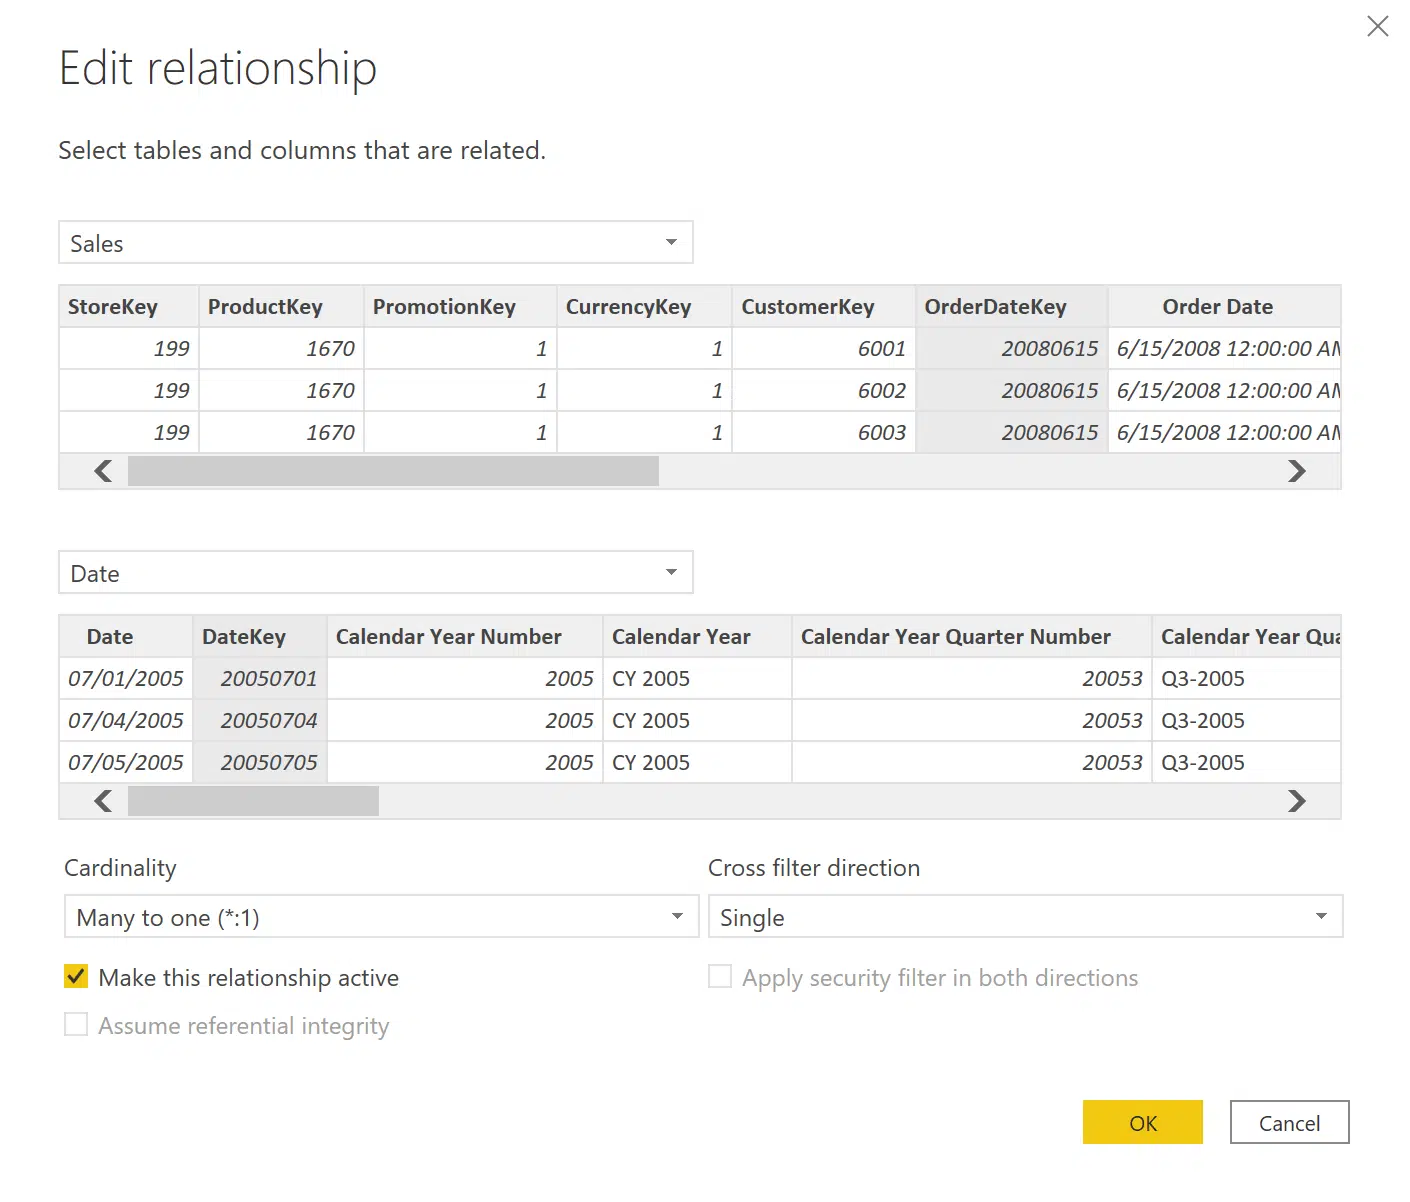 Edit relationship
Select tables and columns that are related.
Sales
StoreKey ProductKey PromotionKey CurrencyKey CustomerKey OrderDateKey Order Date
199 1670 1 1 6001 20080615 6/15/2008 12:00:00 AM
199 1670 1 1 6002 20080615 6/15/2008 12:00:00 AM
199 1670 1 1 6003 20080615 6/15/2008 12:00:00 AM
Date
Date DateKey Calendar Year Number Calendar Year Calendar Year Quarter Number Calendar Year Qua
07/01/2005 20050701 2005 CY 2005 20053 Q3-2005
07/04/2005 20050704 2005 CY 2005 20053 Q3-2005
07/05/2005 20050705 2005 CY 2005 20053 Q3-2005
Cardinality Cross filter direction
Many to one (*:1) Single
Make this relationship active Apply security filter in both directions
Assume referential integrity
OK Cancel